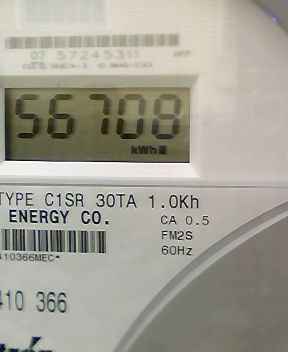 07 57245311
56708
kWh
TYPE C1SR 30TA 1.0Kh
ENERGY CO.
CA 0.5
FM2S
60Hz
410366MEC*
410 366